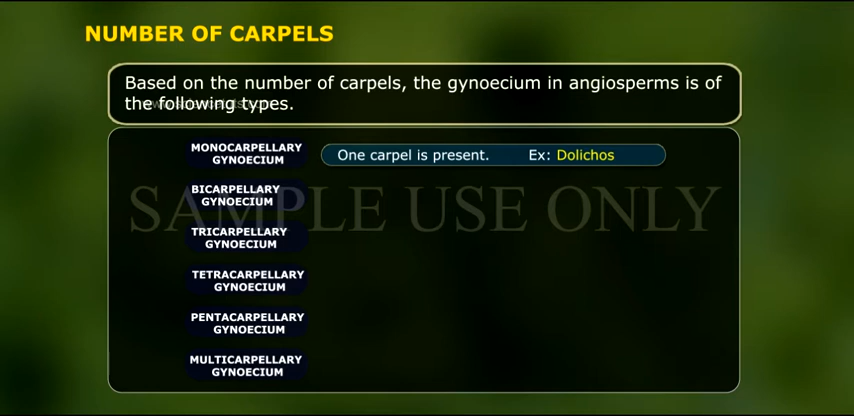 NUMBER OF CARPELS
Based on the number of carpels, the gynoecium in angiosperms is of
the following types.
MONOCARPELLARY
GYNOECIUM
One carpel is present. Ex: Dolichos
BICARPELLARY
GYNOECIUM
TRICARPELLARY
GYNOECIUM
TETRACARPELLARY
GYNOECIUM
PENTACARPELLARY
GYNOECIUM
MULTICARPELLARY
GYNOECIUM
SAMPLE USE ONLY